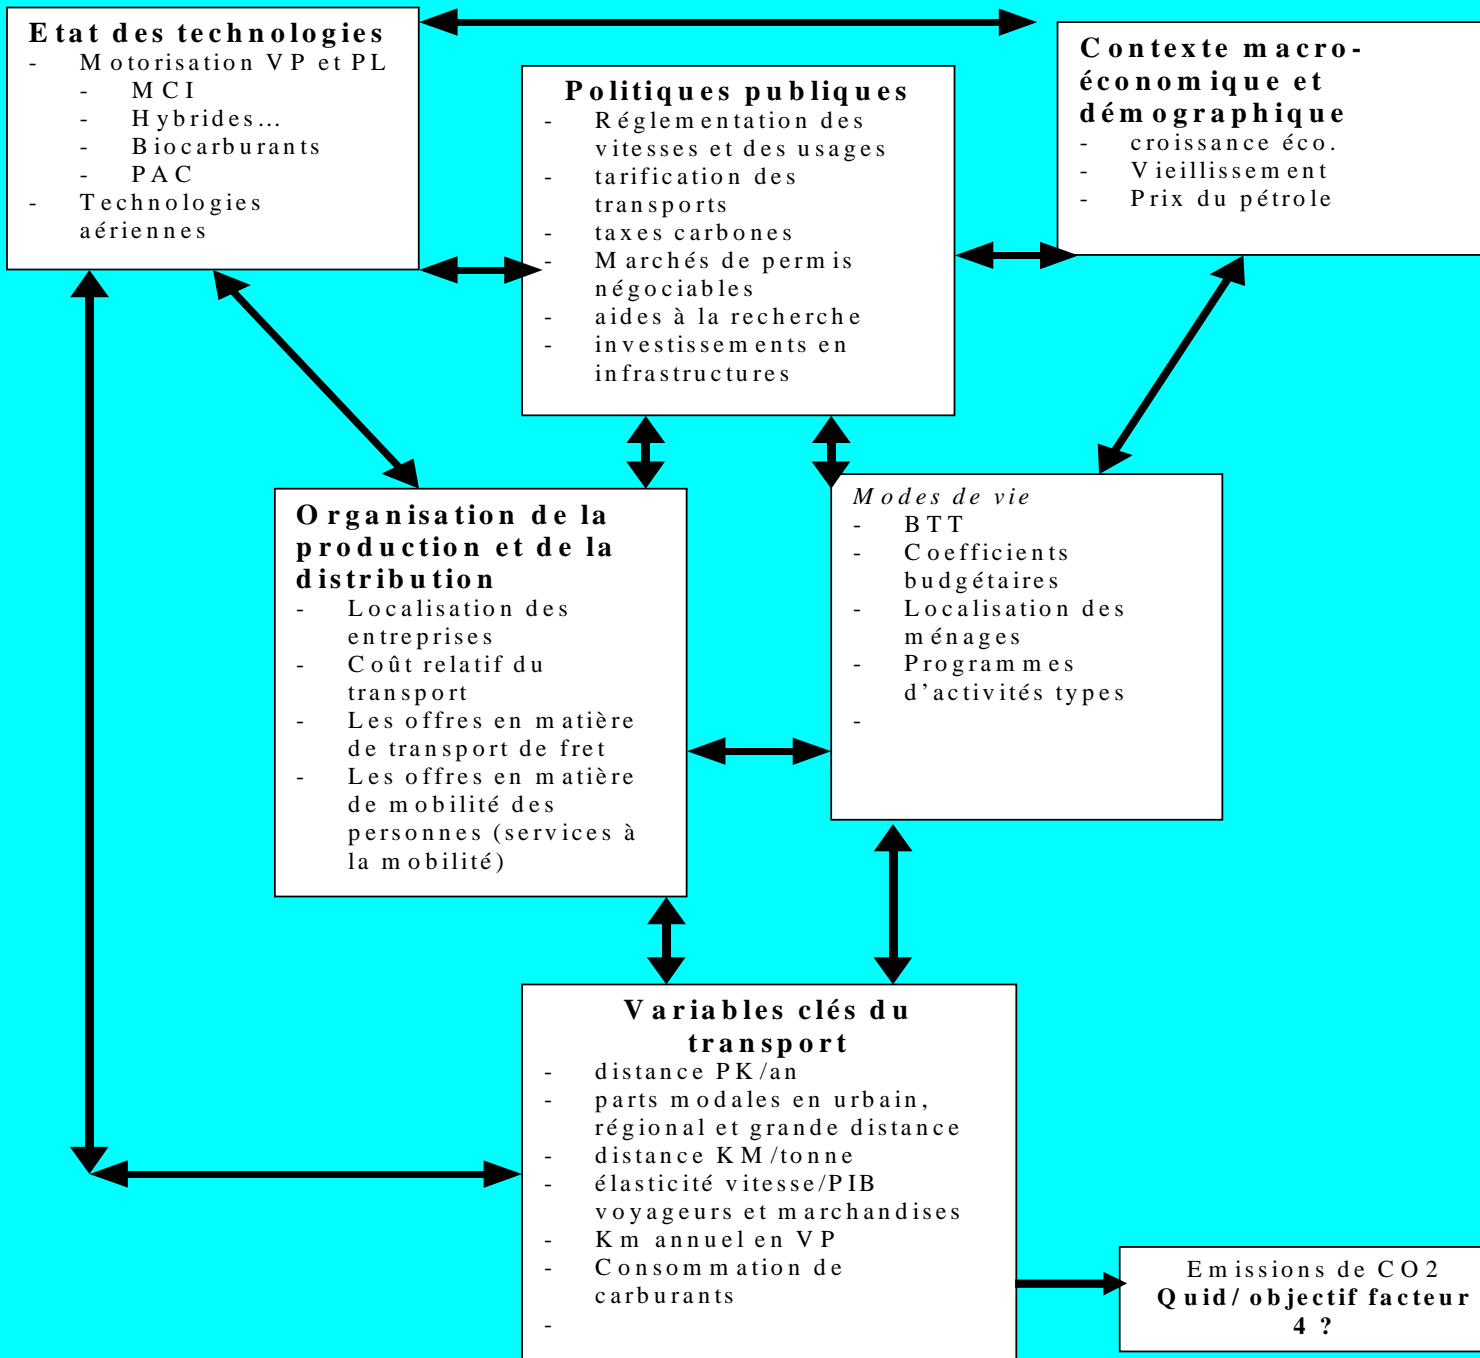 Etat des technologies
- Motorisation VP et PL
- MCI
- Hybrides...
- Biocarburants
- PAC
- Technologies
aériennes
Politiques publiques
- Réglementation des
vitesses et des usages
- tarification des
transports
- taxes carbones
- Marchés de permis
négociables
- aides à la recherche
- investissements en
infrastructures
Contexte macro-
économique et
démographique
- croissance éco.
- Vieillissement
- Prix du pétrole
Organisation de la
production et de la
distribution
- Localisation des
entreprises
- Coût relatif du
transport
- Les offres en matière
de transport de fret
- Les offres en matière
de mobilité des
personnes (services à
la mobilité)
Modes de vie
- BTT
- Coefficients
budgétaires
- Localisation des
ménages
- Programmes
d’activités types
-
Variables clés du
transport
- distance PK/an
- parts modales en urbain,
régional et grande distance
- distance KM/tonne
- élasticité vitesse/PIB
voyageurs et marchandises
- Km annuel en VP
- Consommation de
carburants
-
Emissions de CO2
Quid/ objectif facteur
4 ?